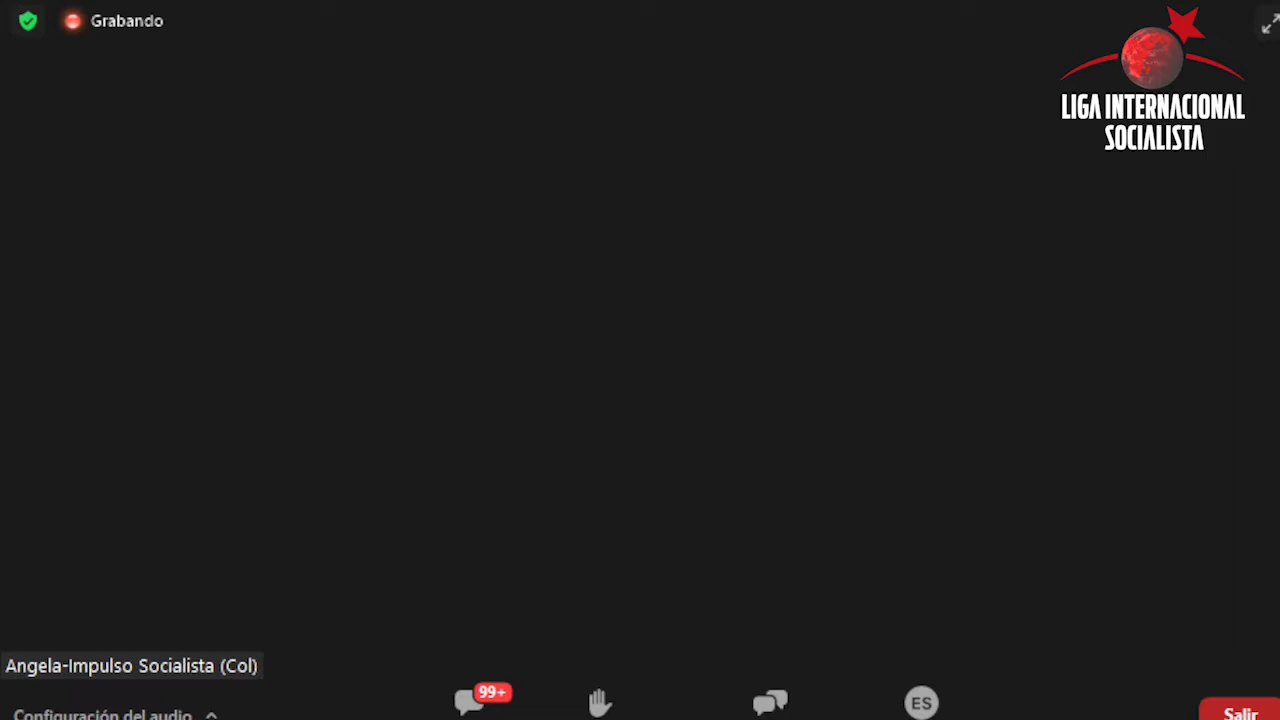 Grabando
LIGA INTERNACIONAL
SOCIALISTA
Angela-Impulso Socialista (Col)
99+
ES
Configuración del audio
Salir